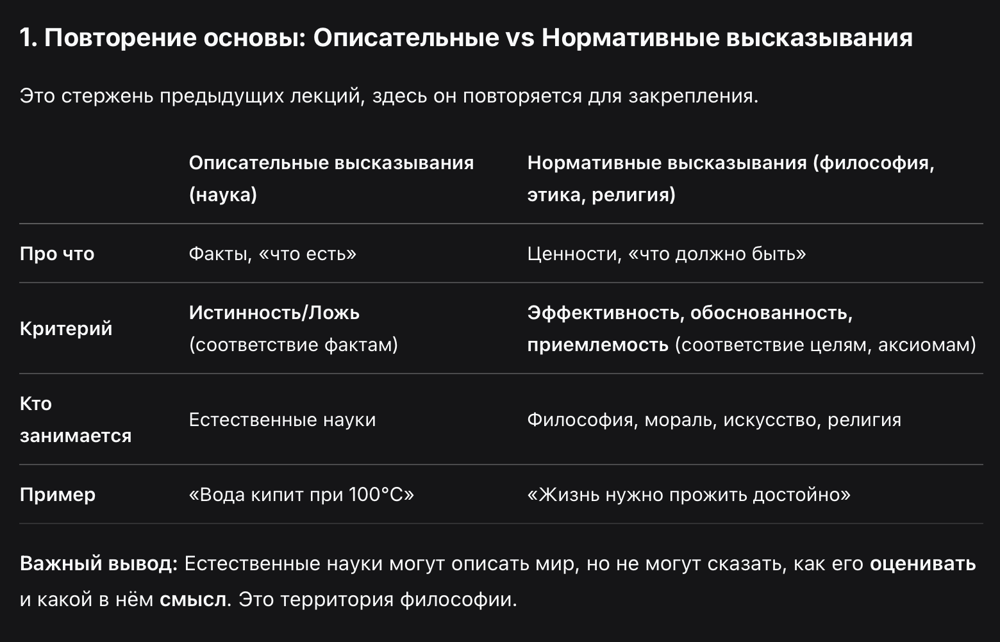 1. Повторение основы: Описательные vs Нормативные высказывания
Это стержень предыдущих лекций, здесь он повторяется для закрепления.
Описательные высказывания (наука)
Нормативные высказывания (философия, этика, религия)
Про что
Факты, «что есть»
Ценности, «что должно быть»
Критерий
Истинность/Ложь
(соответствие фактам)
Эффективность, обоснованность,
приемлемость (соответствие целям, аксиомам)
Кто
занимается
Естественные науки
Философия, мораль, искусство, религия
Пример
«Вода кипит при 100°C»
«Жизнь нужно прожить достойно»
Важный вывод: Естественные науки могут описать мир, но не могут сказать, как его оценивать
и какой в нём смысл. Это территория философии.